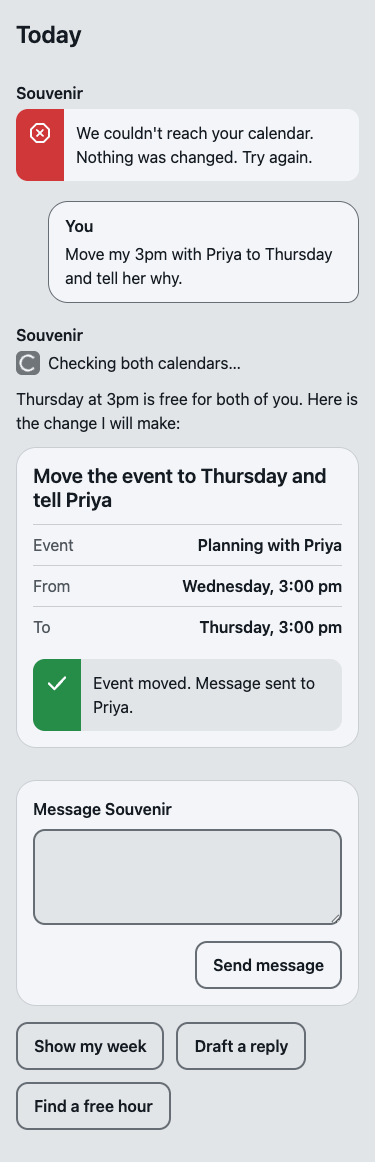 Today
Souvenir
We couldn't reach your calendar.
Nothing was changed. Try again.
You
Move my 3pm with Priya to Thursday
and tell her why.
Souvenir
Checking both calendars...
Thursday at 3pm is free for both of you. Here is
the change I will make:
Move the event to Thursday and
tell Priya
Event Planning with Priya
From Wednesday, 3:00 pm
To Thursday, 3:00 pm
Event moved. Message sent to
Priya.
Message Souvenir
Send message
Show my week Draft a reply
Find a free hour